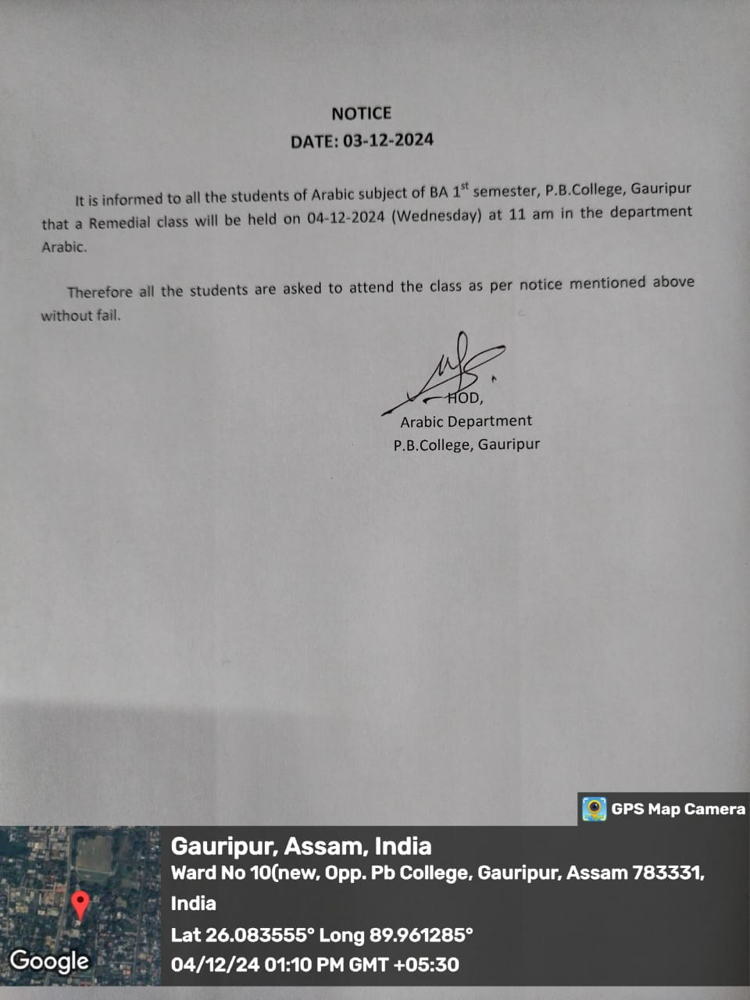 NOTICE
DATE: 03-12-2024
It is informed to all the students of Arabic subject of BA 1st semester, P.B.College, Gauripur
that a Remedial class will be held on 04-12-2024 (Wednesday) at 11 am in the department
Arabic.
Therefore all the students are asked to attend the class as per notice mentioned above
without fail.
HOD,
Arabic Department
P.B.College, Gauripur
GPS Map Camera
Gauripur, Assam, India
Ward No 10(new, Opp. Pb College, Gauripur, Assam 783331,
India
Lat 26.083555° Long 89.961285°
04/12/24 01:10 PM GMT +05:30
Google